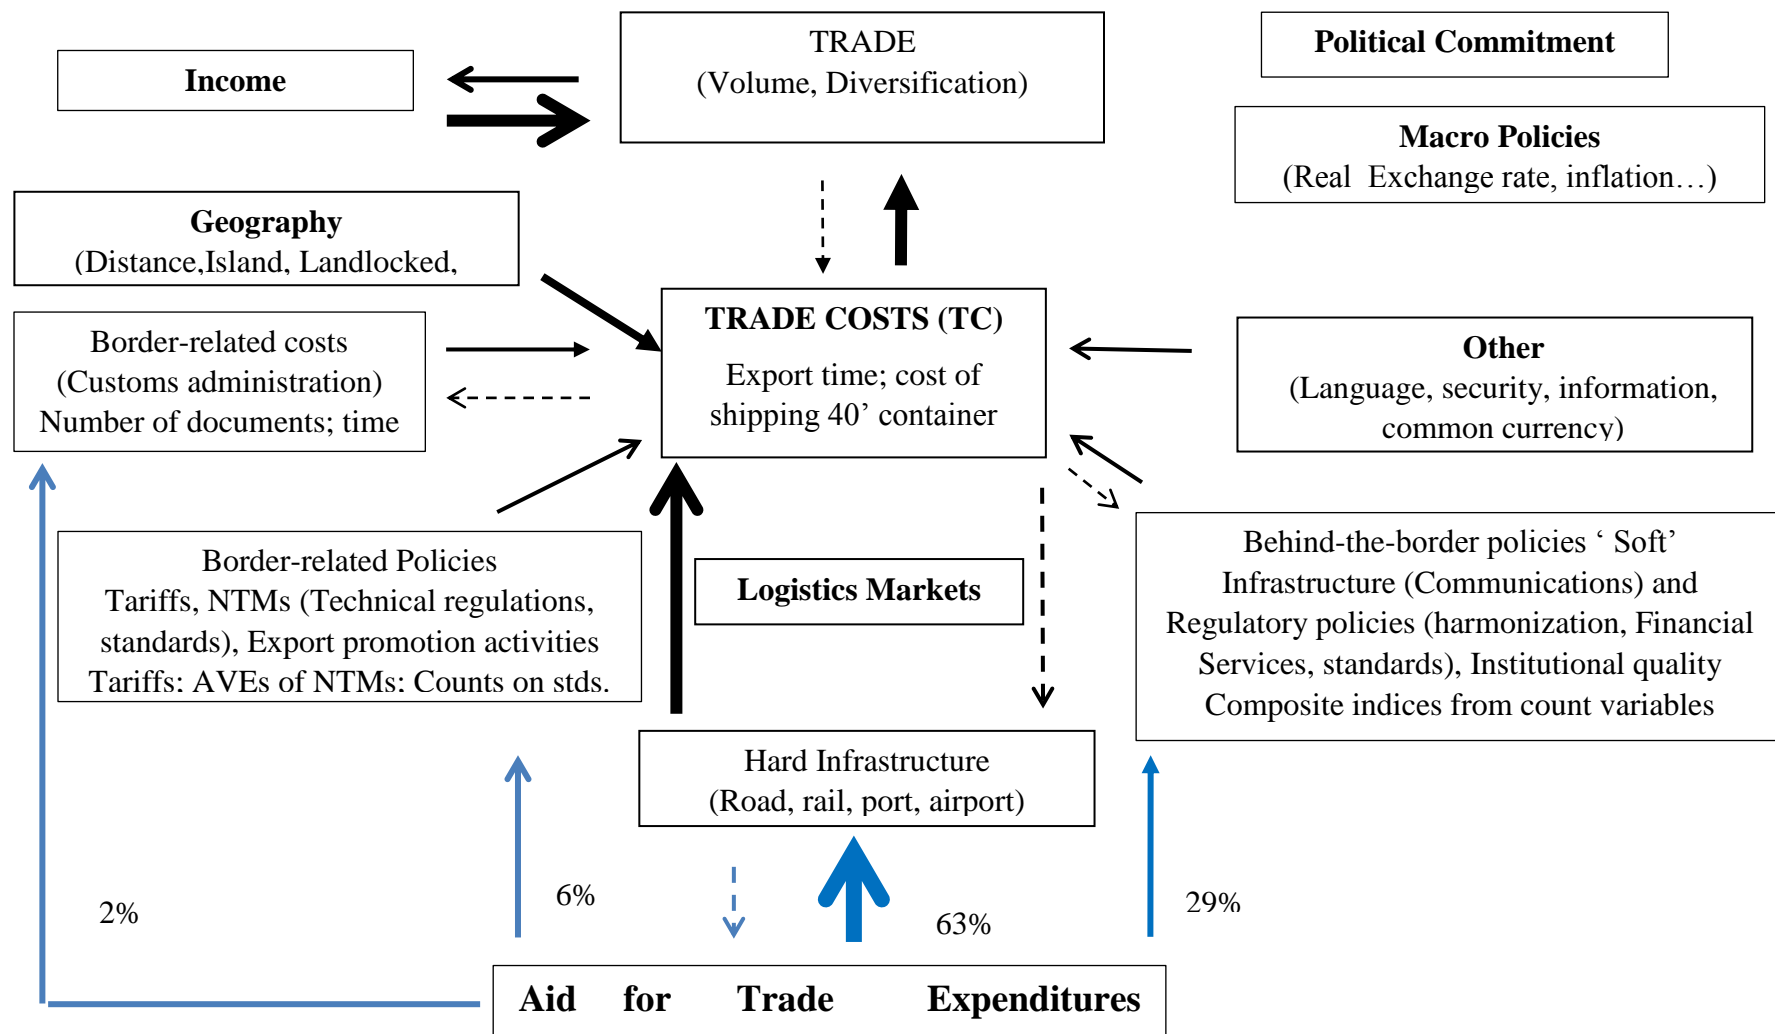 TRADE
(Volume, Diversification)
Income
Political Commitment
Macro Policies
(Real Exchange rate, inflation…)
Geography
(Distance,Island, Landlocked,
Border-related costs
(Customs administration)
Number of documents; time
TRADE COSTS (TC)
Export time; cost of
shipping 40’ container
Other
(Language, security, information,
common currency)
Border-related Policies
Tariffs, NTMs (Technical regulations,
standards), Export promotion activities
Tariffs: AVEs of NTMs: Counts on stds.
Logistics Markets
Behind-the-border policies ‘ Soft’
Infrastructure (Communications) and
Regulatory policies (harmonization, Financial
Services, standards), Institutional quality
Composite indices from count variables
Hard Infrastructure
(Road, rail, port, airport)
2%
6%
63%
29%
Aid for Trade Expenditures